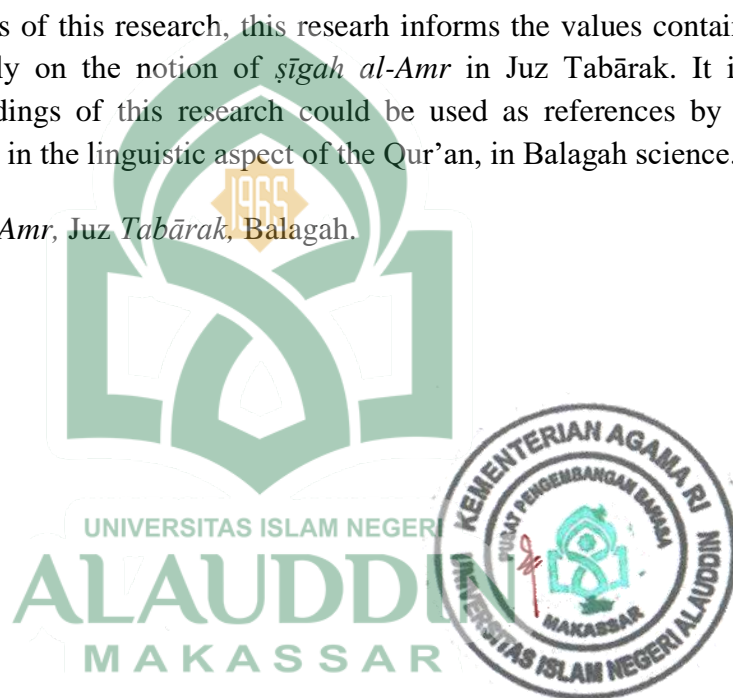 s of this research, this researh informs the values contain
ly on the notion of ṣīgah al-Amr in Juz Tabārak. It i
dings of this research could be used as references by
in the linguistic aspect of the Qur’an, in Balagah science.
Amr, Juz Tabārak, Balagah.
1965
UNIVERSITAS ISLAM NEGERI
ALAUDDIN
MAKASSAR
KEMENTERIAN AGAMA RI
PUSAT PENGEMBANGAN BAHASA
MAKASSAR
UNIVERSITAS ISLAM NEGERI ALAUDDIN